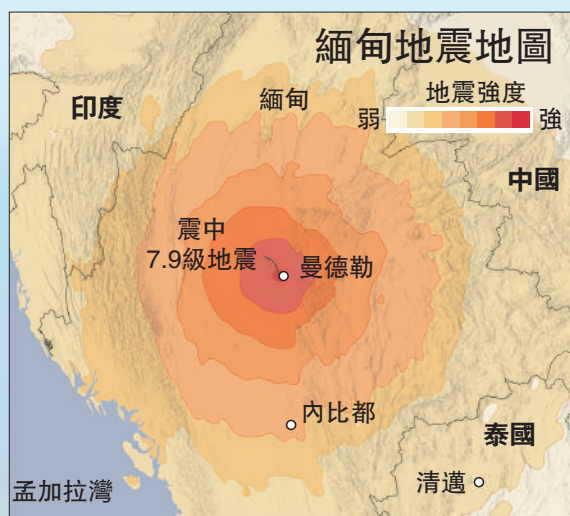 緬甸地震地圖
地震強度
弱 強
印度
緬甸
中國
震中
7.9級地震
曼德勒
內比都
泰國
清邁
孟加拉灣